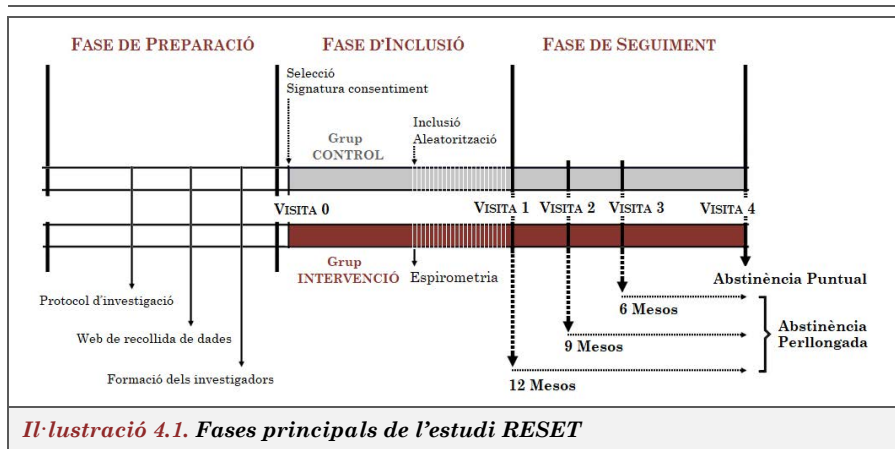 FASE DE PREPARACIÓ
FASE D'INCLUSIÓ
FASE DE SEGUIMENT
Selecció
Signatura consentiment
Inclusió
Aleatorització
Grup
CONTROL
VISITA 0
VISITA 1
VISITA 2
VISITA 3
VISITA 4
Grup
INTERVENCIÓ
Espirometria
Abstinència Puntual
Protocol d'investigació
6 Mesos
Abstinència
Perllongada
Web de recollida de dades
9 Mesos
Formació dels investigadors
12 Mesos
Il·lustració 4.1. Fases principals de l'estudi RESET